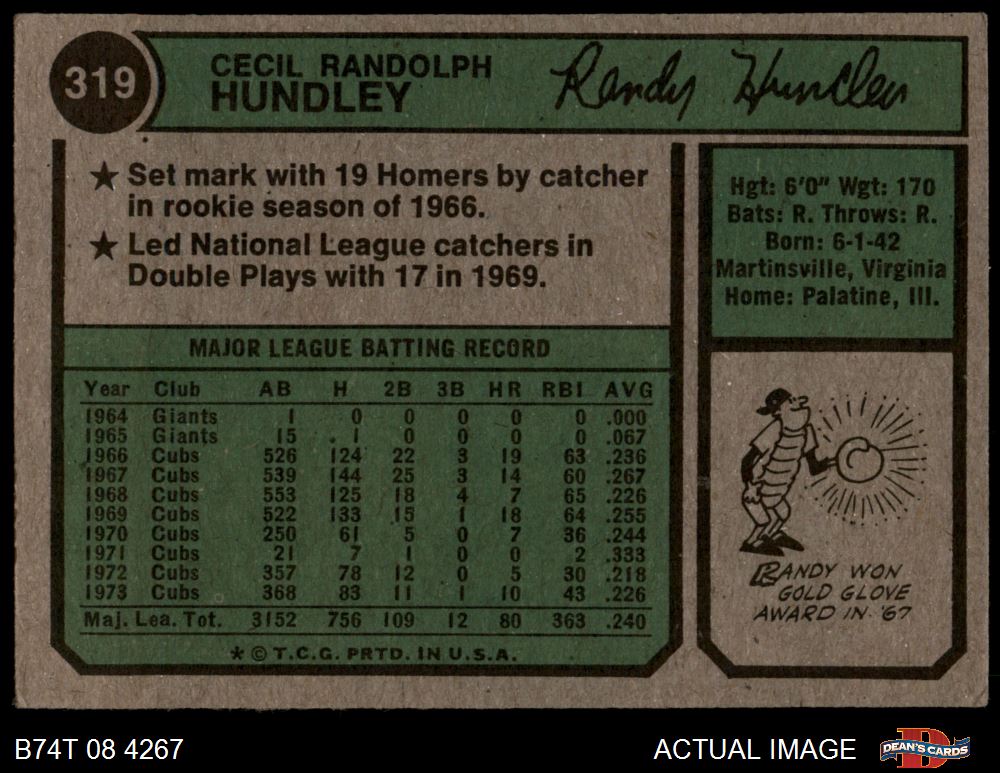 319
CECIL RANDOLPH
HUNDLEY
Randy Hundley
★ Set mark with 19 Homers by catcher
in rookie season of 1966.
★ Led National League catchers in
Double Plays with 17 in 1969.
Hgt: 6'0" Wgt: 170
Bats: R. Throws: R.
Born: 6-1-42
Martinsville, Virginia
Home: Palatine, Ill.
MAJOR LEAGUE BATTING RECORD
Year Club AB H 2B 3B HR RBI AVG
1964 Giants 1 0 0 0 0 0 .000
1965 Giants 15 1 0 0 0 0 .067
1966 Cubs 526 124 22 3 19 63 .236
1967 Cubs 539 144 25 3 14 60 .267
1968 Cubs 553 125 18 4 7 65 .226
1969 Cubs 522 133 15 1 18 64 .255
1970 Cubs 250 61 5 0 7 36 .244
1971 Cubs 21 7 1 0 0 2 .333
1972 Cubs 357 78 12 0 5 30 .218
1973 Cubs 368 83 11 1 10 43 .226
Maj. Lea. Tot. 3152 756 109 12 80 363 .240
* © T.C.G. PRTD. IN U.S.A.
RANDY WON
GOLD GLOVE
AWARD IN '67
B74T 08 4267
ACTUAL IMAGE
DEAN'S CARDS